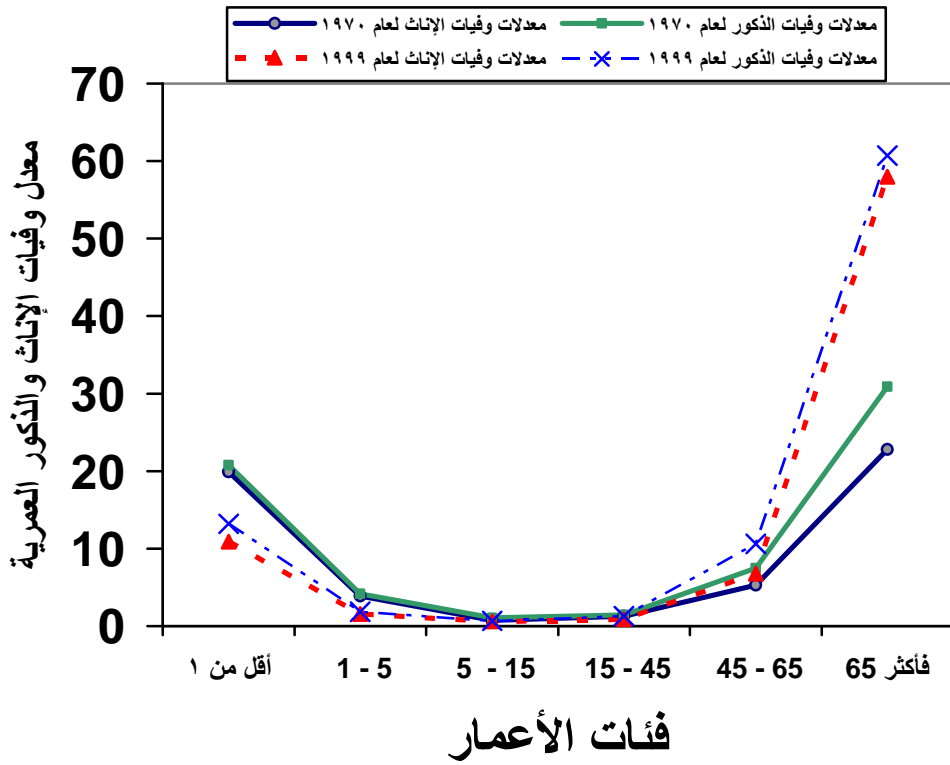 معدلات وفيات الإناث لعام ١٩٧٠ معدلات وفيات الذكور لعام ١٩٧٠
معدلات وفيات الإناث لعام ١٩٩٩ معدلات وفيات الذكور لعام ١٩٩٩
معدل وفيات الإناث والذكور العمرية
70
60
50
40
30
20
10
0
أقل من ١ 1 - 5 5 - 15 15 - 45 45 - 65 65 فأكثر
فئات الأعمار